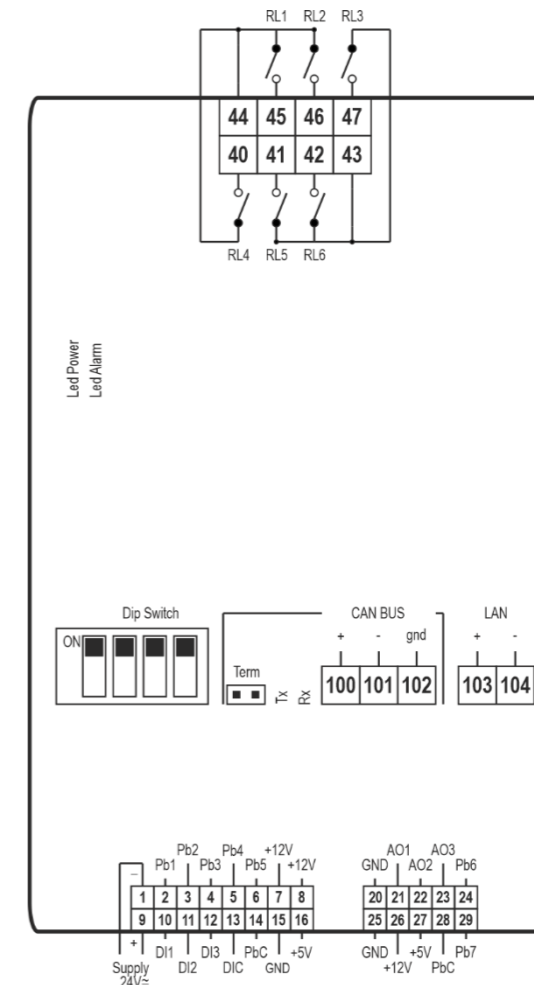 RL1 RL2 RL3
44 45 46 47
40 41 42 43
RL4 RL5 RL6
Led Power
Led Alarm
Dip Switch
ON
CAN BUS
+ - gnd
Term
Tx
Rx
100 101 102
LAN
+ -
103 104
Pb2 Pb4 +12V
Pb1 Pb3 Pb5 +12V
−
1 2 3 4 5 6 7 8
9 10 11 12 13 14 15 16
+
DI1 DI3 PbC +5V
DI2 DIC GND
Supply
24V≂
AO1 AO3
GND AO2 Pb6
20 21 22 23 24
25 26 27 28 29
GND +5V Pb7
+12V PbC